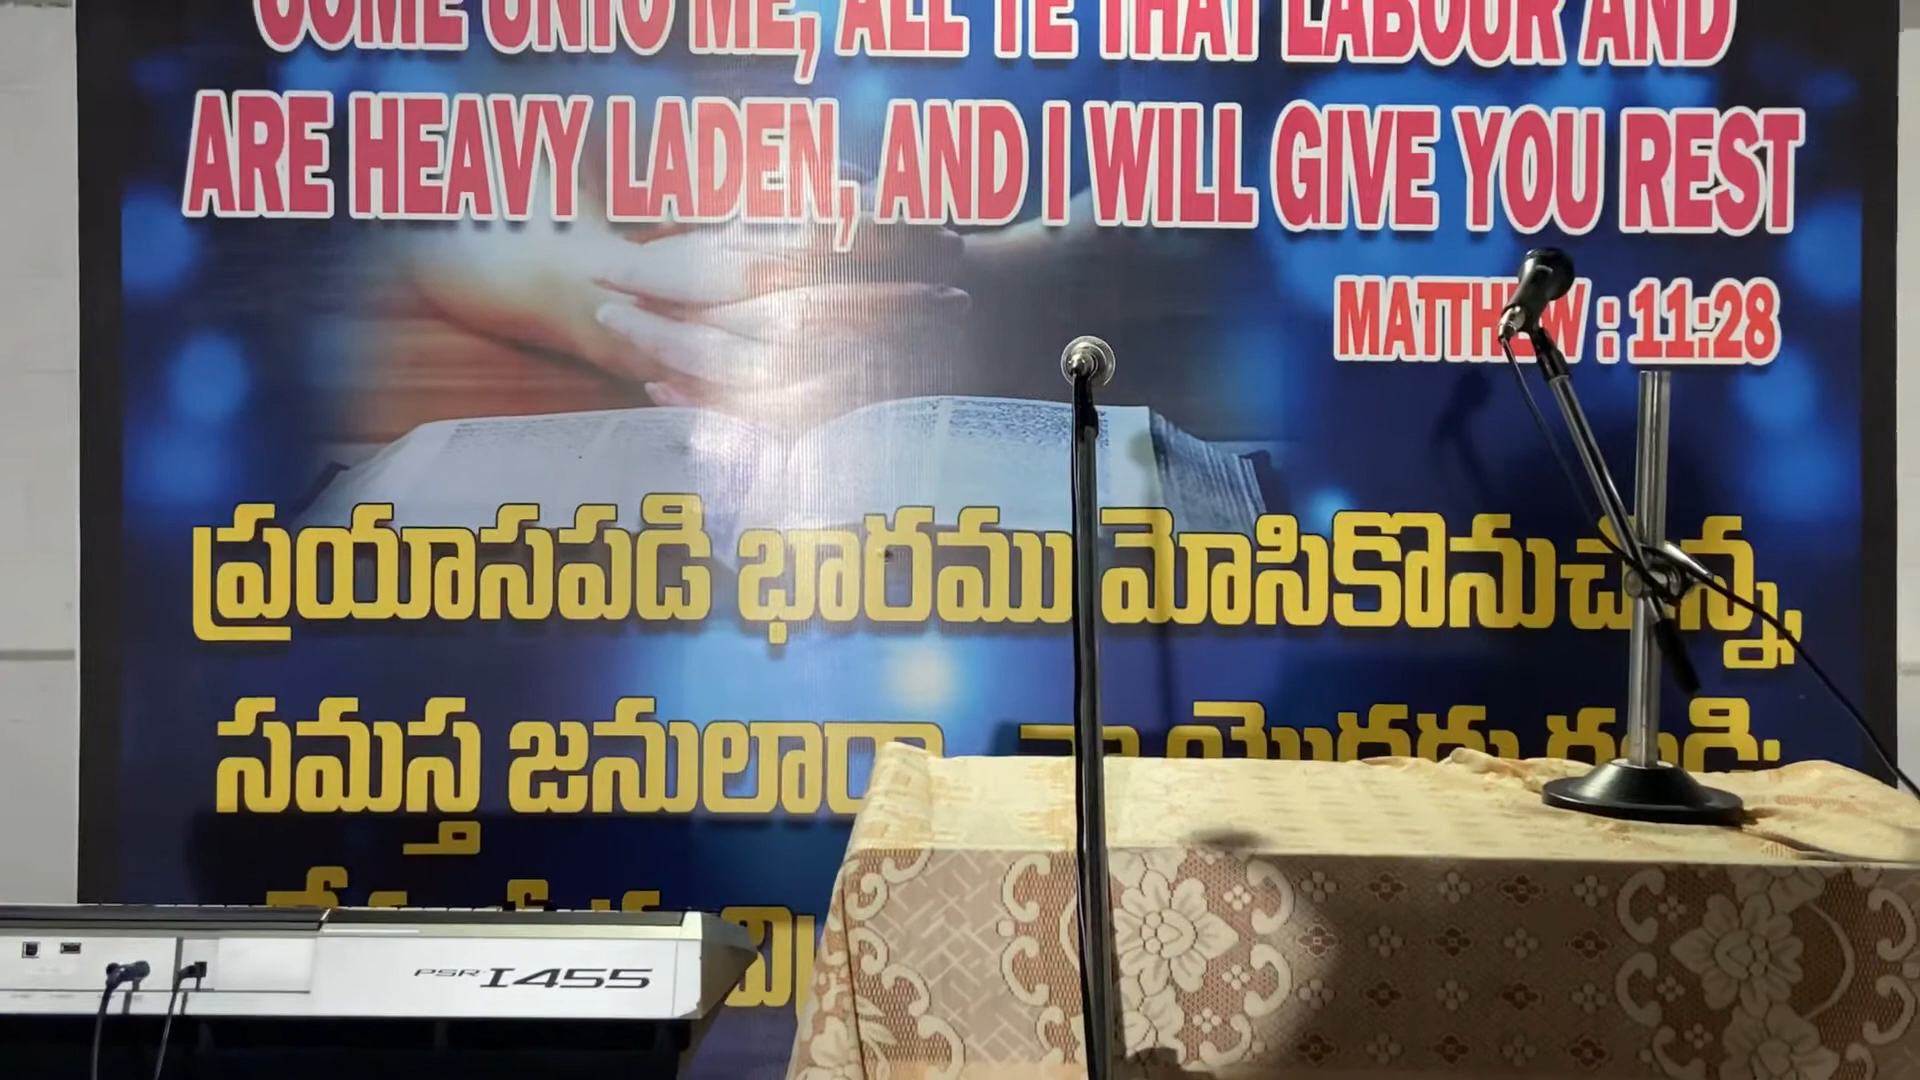 COME UNTO ME, ALL YE THAT LABOUR AND
ARE HEAVY LADEN, AND I WILL GIVE YOU REST
MATTHEW : 11:28
ప్రయాసపడి భారము మోసికొనుచున్న,
సమస్త జనులారా
PSR-I455